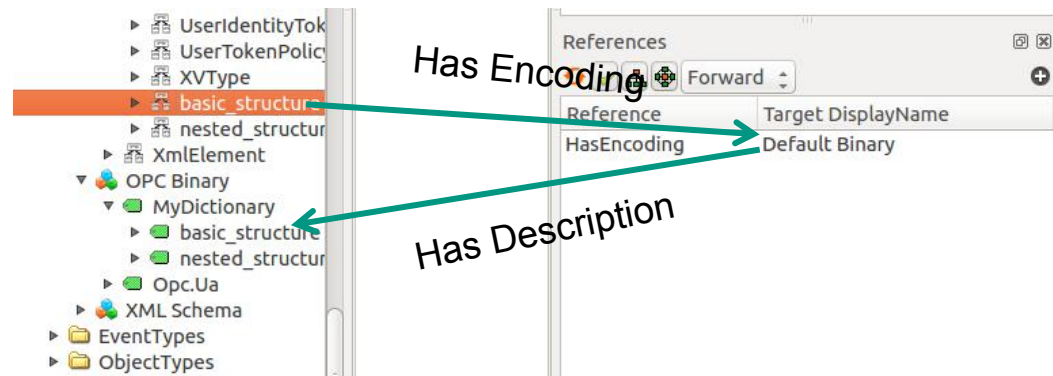 UserIdentityTok
UserTokenPolic
XVType
basic_structure
nested_structur
XmlElement
OPC Binary
MyDictionary
basic_structure
nested_structur
Opc.Ua
XML Schema
EventTypes
ObjectTypes
Has Encoding
Has Description
References
Forward
Reference Target DisplayName
HasEncoding Default Binary